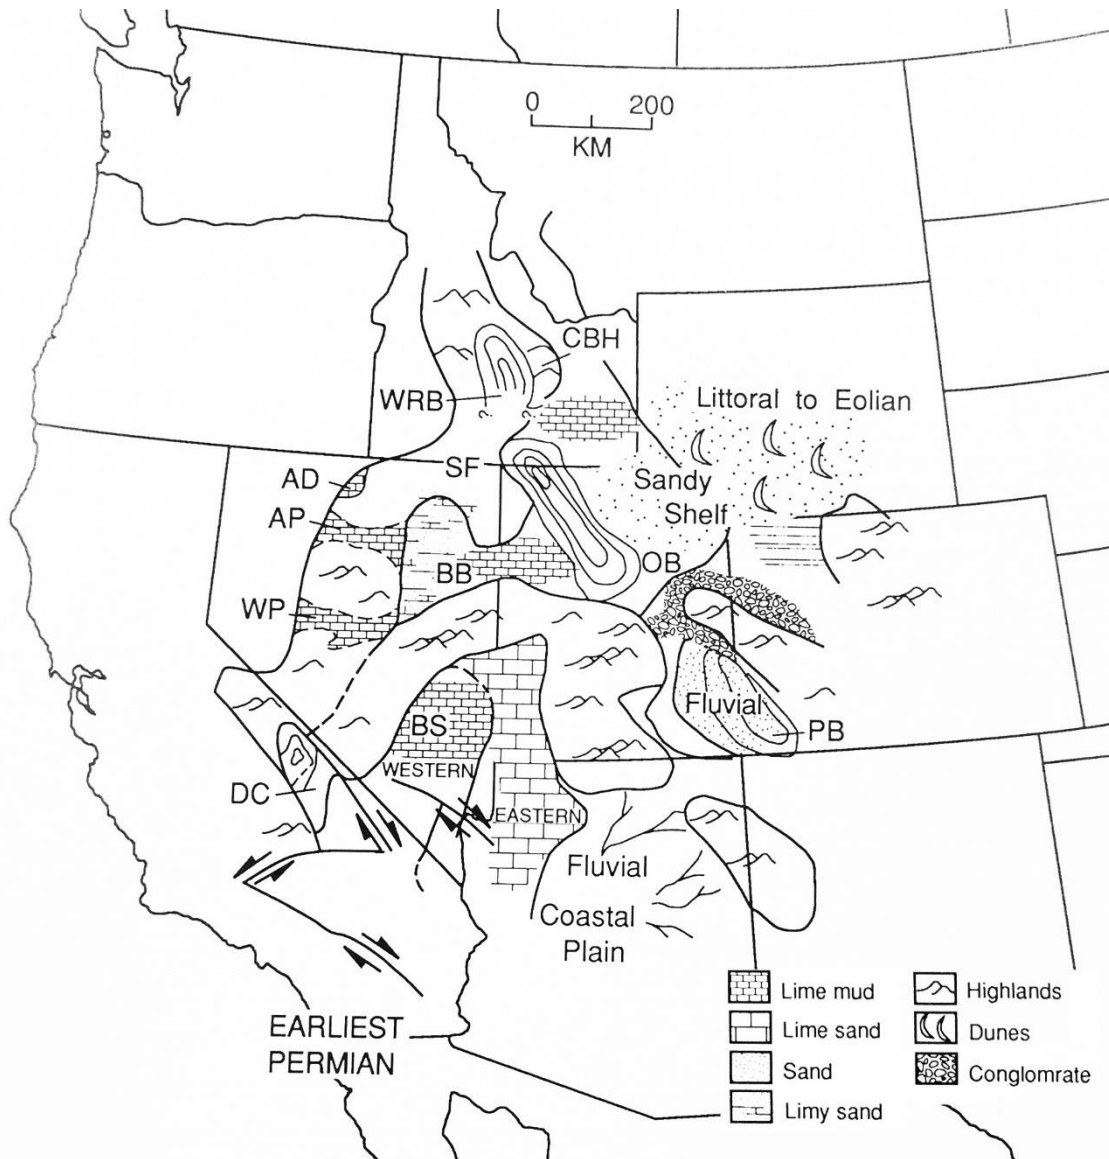 0 200
KM
CBH
WRB
? ?
Littoral to Eolian
SF
AD
Sandy
Shelf
AP
BB
OB
WP
Fluvial
BS
PB
WESTERN
DC
EASTERN
Fluvial
Coastal
Plain
EARLIEST
PERMIAN
Lime mud
Lime sand
Sand
Limy sand
Highlands
Dunes
Conglomrate